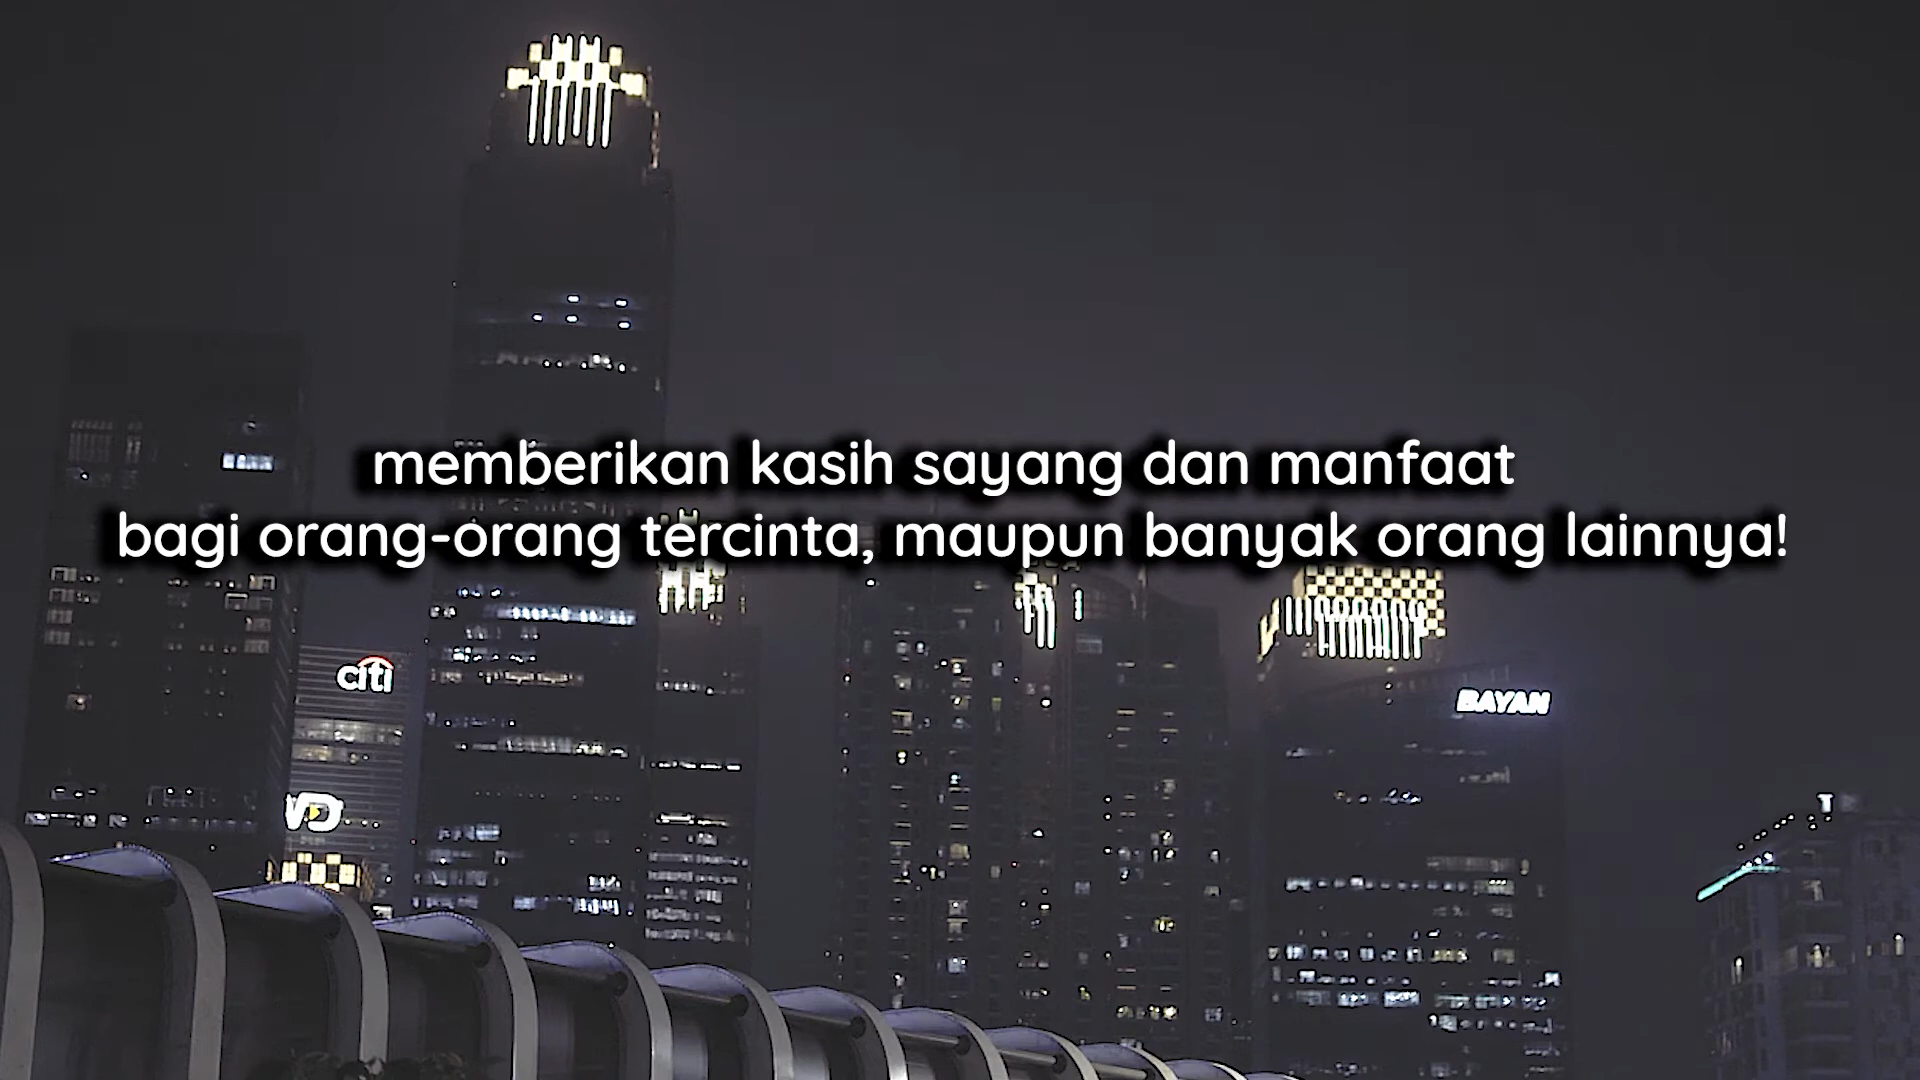 memberikan kasih sayang dan manfaat
bagi orang-orang tercinta, maupun banyak orang lainnya!
citi
BAYAN